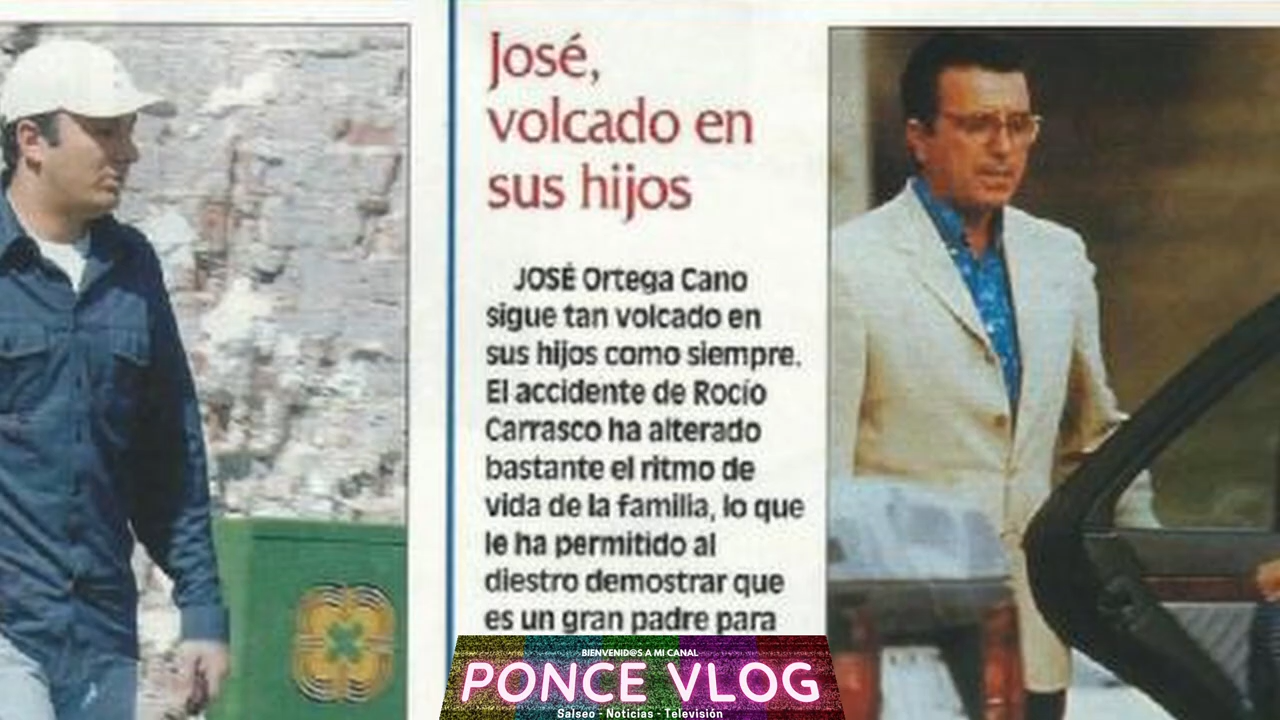 José,
volcado en
sus hijos
JOSÉ Ortega Cano
sigue tan volcado en
sus hijos como siempre.
El accidente de Rocío
Carrasco ha alterado
bastante el ritmo de
vida de la familia, lo que
le ha permitido al
diestro demostrar que
es un gran padre para
BIENVENID@S A MI CANAL
PONCE VLOG
Salseo - Noticias - Televisión